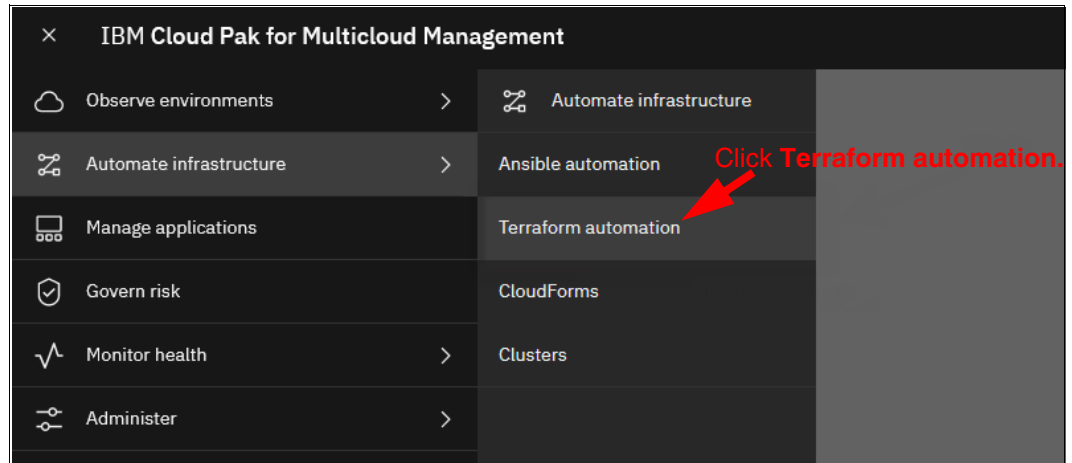 IBM Cloud Pak for Multicloud Management
Observe environments
Automate infrastructure
Manage applications
Govern risk
Monitor health
Administer
Automate infrastructure
Ansible automation
Click Terraform automation.
Terraform automation
CloudForms
Clusters